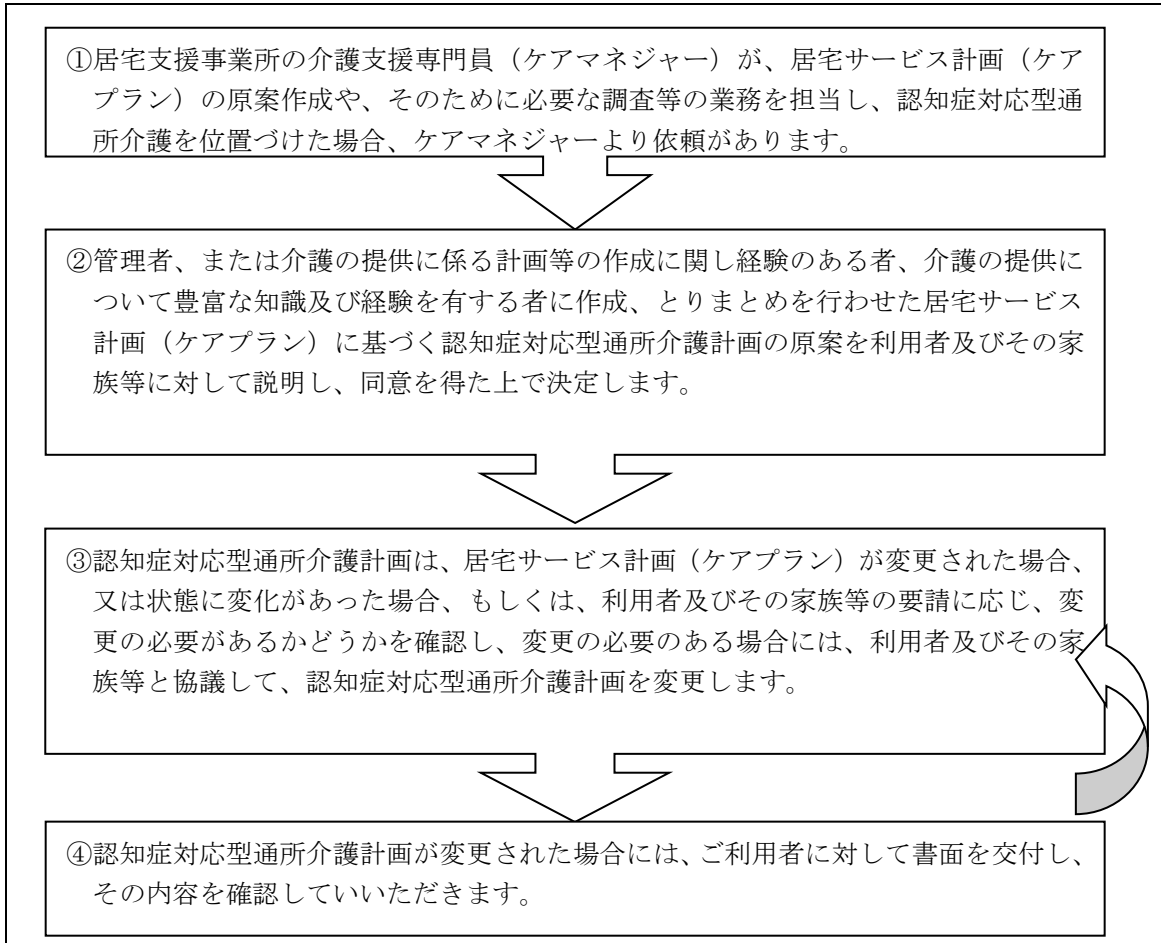 ①居宅支援事業所の介護支援専門員（ケアマネジャー）が、居宅サービス計画（ケア
プラン）の原案作成や、そのために必要な調査等の業務を担当し、認知症対応型通
所介護を位置づけた場合、ケアマネジャーより依頼があります。
②管理者、または介護の提供に係る計画等の作成に関し経験のある者、介護の提供に
ついて豊富な知識及び経験を有する者に作成、とりまとめを行わせた居宅サービス
計画（ケアプラン）に基づく認知症対応型通所介護計画の原案を利用者及びその家
族等に対して説明し、同意を得た上で決定します。
③認知症対応型通所介護計画は、居宅サービス計画（ケアプラン）が変更された場合、
又は状態に変化があった場合、もしくは、利用者及びその家族等の要請に応じ、変
更の必要があるかどうかを確認し、変更の必要のある場合には、利用者及びその家
族等と協議して、認知症対応型通所介護計画を変更します。
④認知症対応型通所介護計画が変更された場合には、ご利用者に対して書面を交付し、
その内容を確認していいただきます。